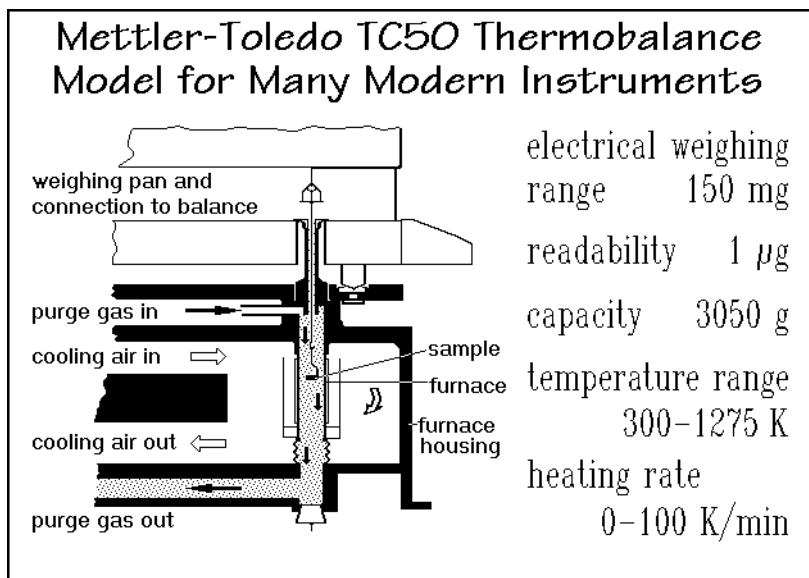 Mettler-Toledo TC50 Thermobalance
Model for Many Modern Instruments
weighing pan and
connection to balance
purge gas in
cooling air in
cooling air out
purge gas out
sample
furnace
furnace
housing
electrical weighing
range 150 mg
readability 1 µg
capacity 3050 g
temperature range
300-1275 K
heating rate
0-100 K/min